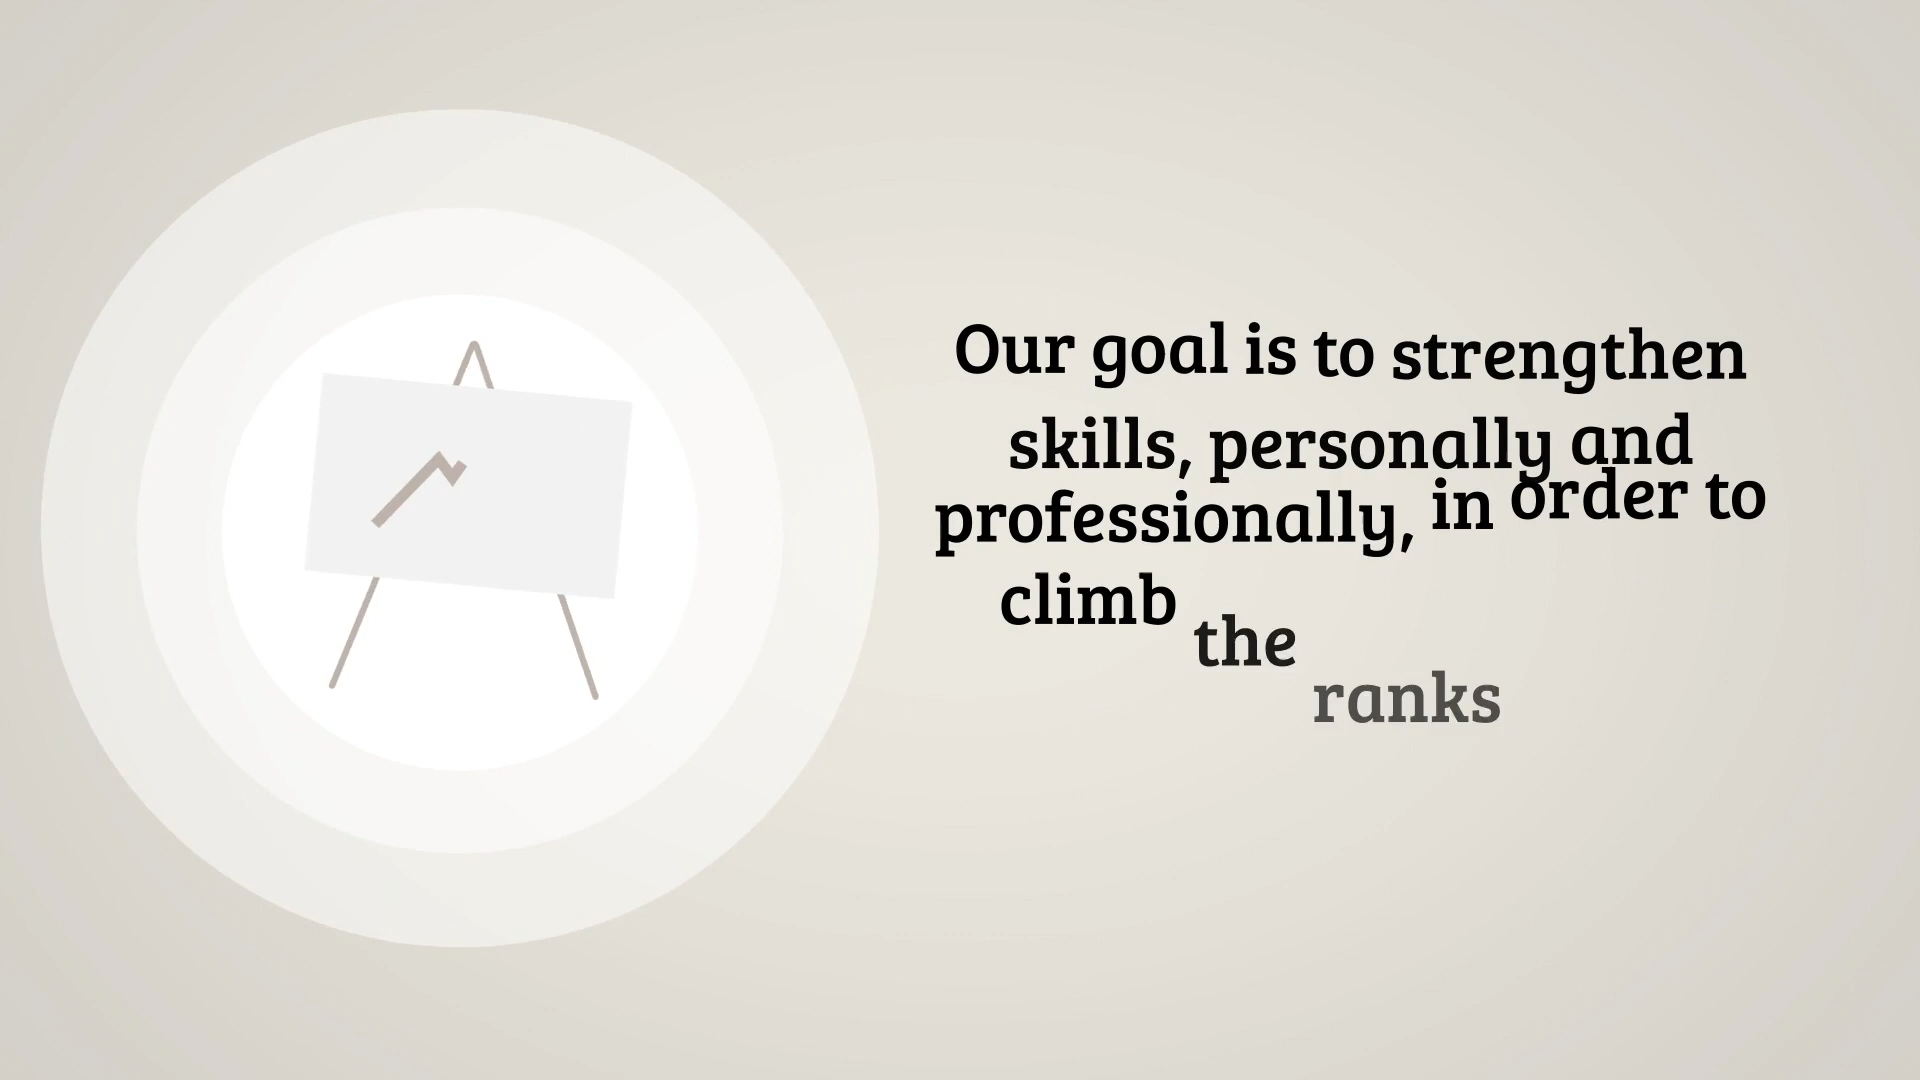 Our goal is to strengthen
skills, personally and
professionally, in order to
climb the ranks